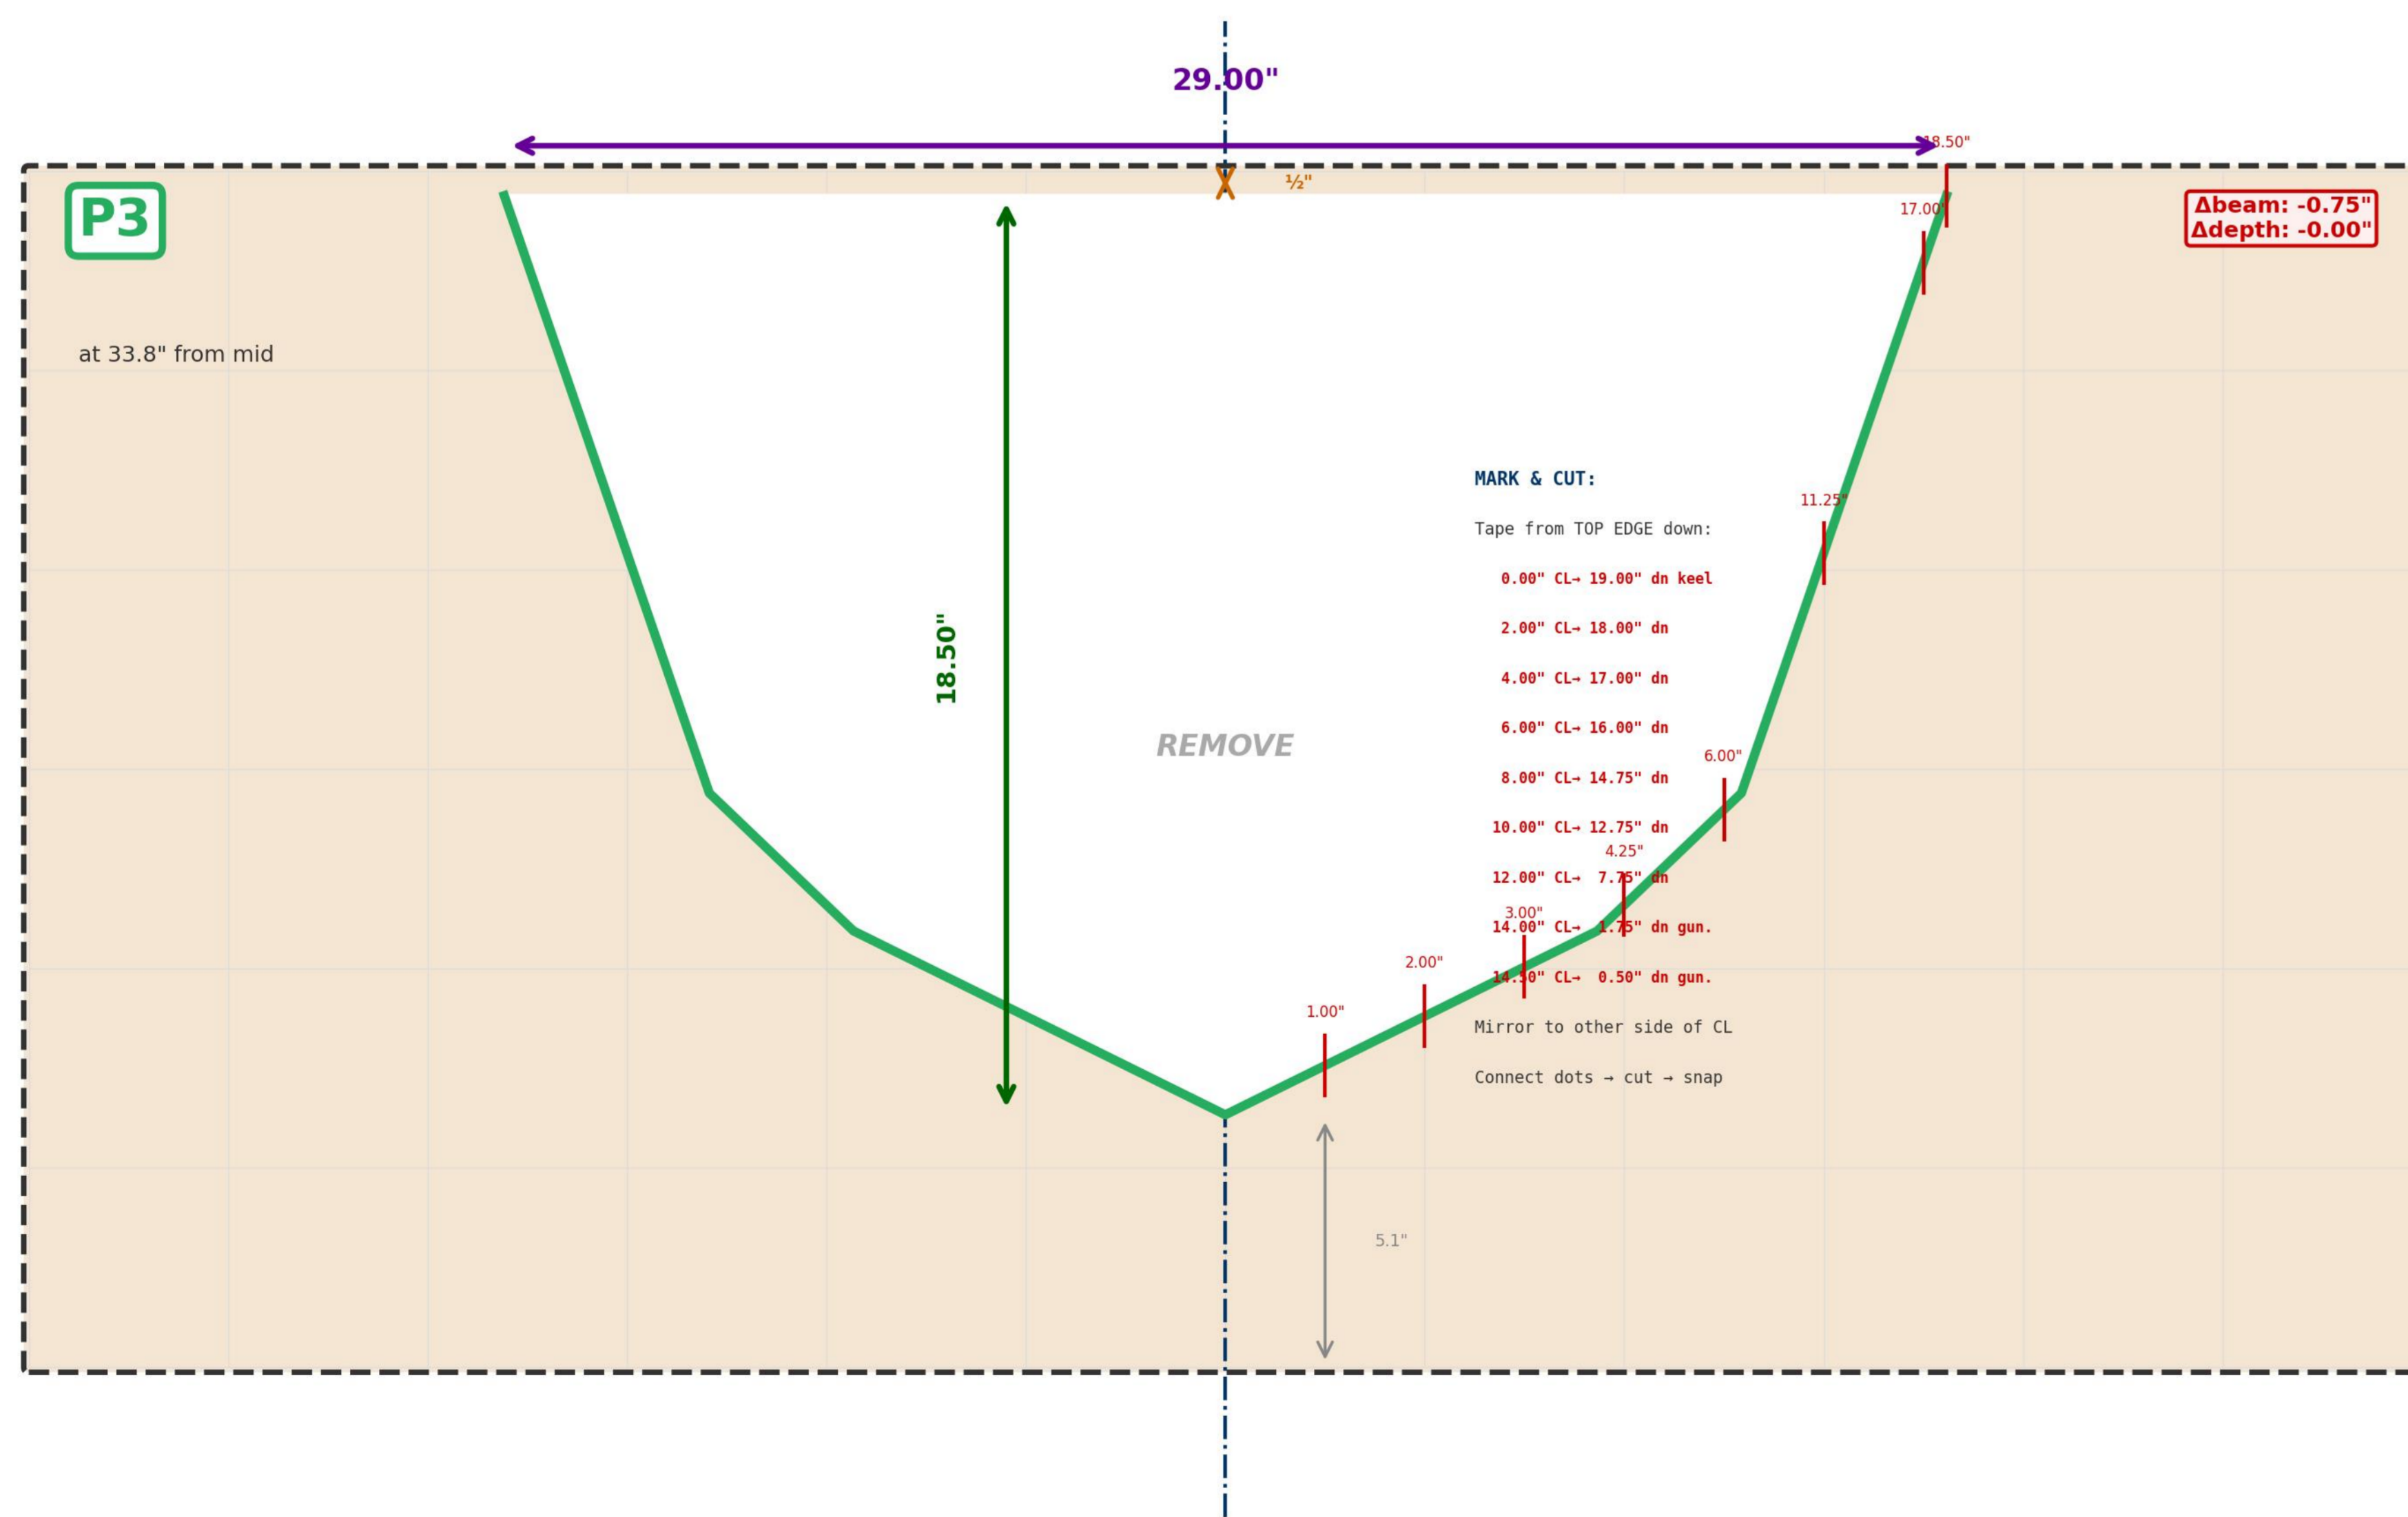 29.00"
18.50"
½"
P3
17.00"
Δbeam: -0.75"
Δdepth: -0.00"
at 33.8" from mid
MARK & CUT:
11.25"
Tape from TOP EDGE down:
0.00" CL→ 19.00" dn keel
2.00" CL→ 18.00" dn
18.50"
4.00" CL→ 17.00" dn
6.00" CL→ 16.00" dn
REMOVE
6.00"
8.00" CL→ 14.75" dn
10.00" CL→ 12.75" dn
4.25"
12.00" CL→ 7.75" dn
3.00"
14.00" CL→ 1.75" dn gun.
2.00"
14.50" CL→ 0.50" dn gun.
1.00"
Mirror to other side of CL
Connect dots → cut → snap
5.1"